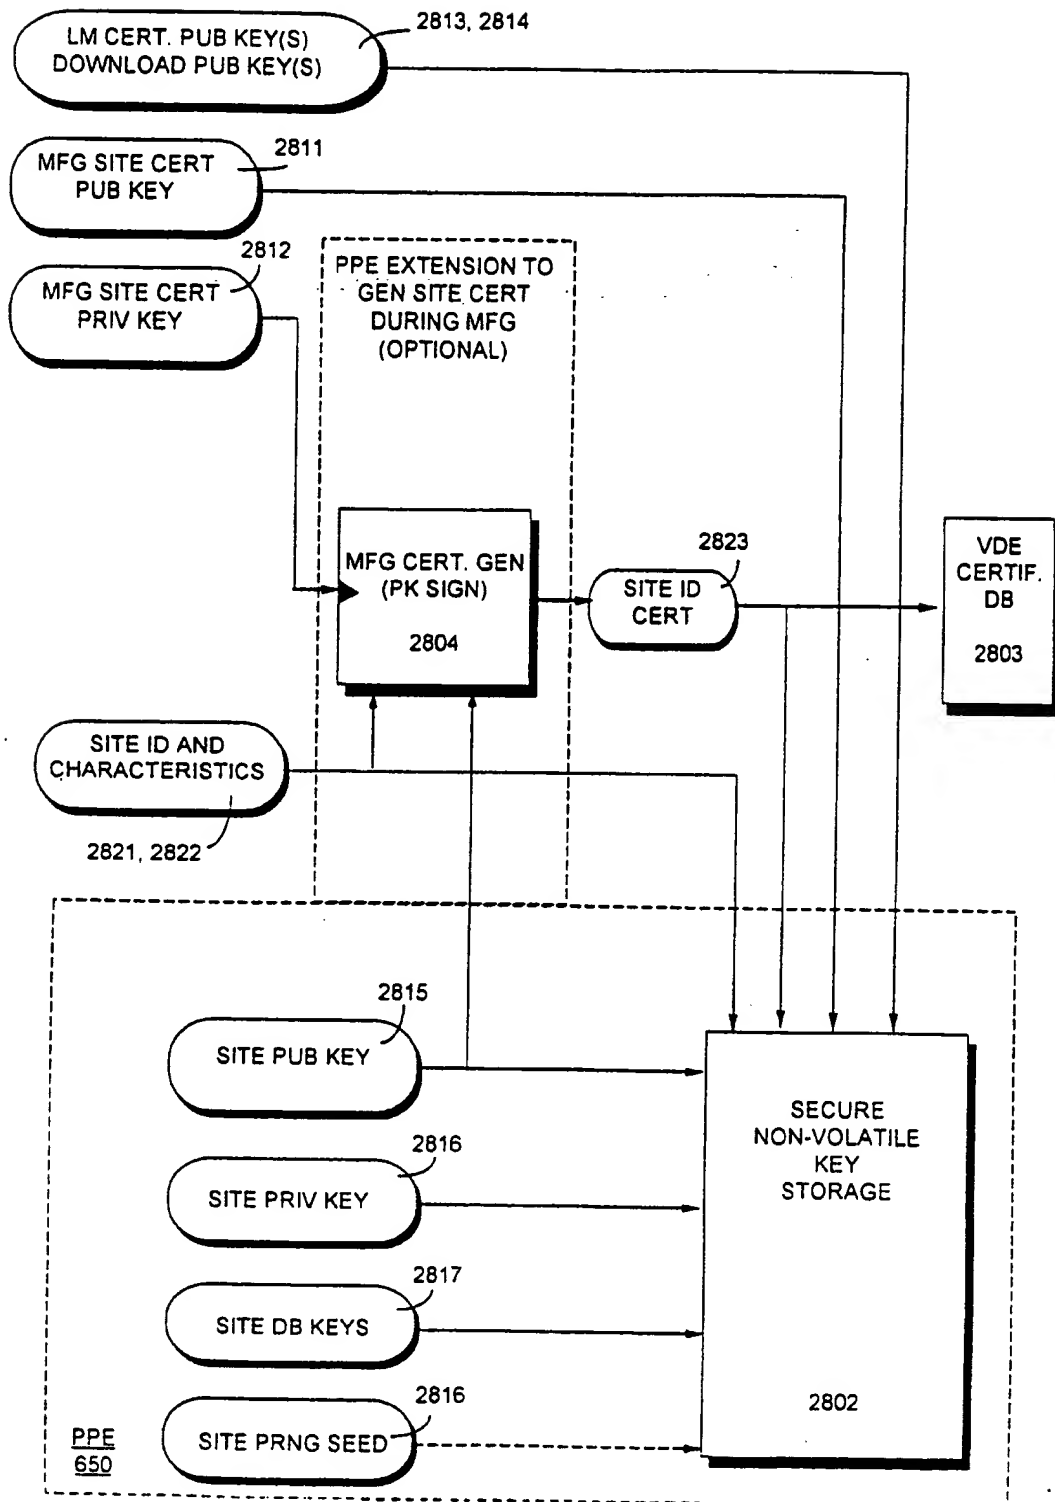 2813, 2814
LM CERT. PUB KEY(S)
DOWNLOAD PUB KEY(S)
2811
MFG SITE CERT
PUB KEY
2812
MFG SITE CERT
PRIV KEY
PPE EXTENSION TO
GEN SITE CERT
DURING MFG
(OPTIONAL)
MFG CERT. GEN
(PK SIGN)
2804
2823
SITE ID
CERT
VDE
CERTIF.
DB
2803
SITE ID AND
CHARACTERISTICS
2821, 2822
2815
SITE PUB KEY
2816
SITE PRIV KEY
2817
SITE DB KEYS
2816
SITE PRNG SEED
SECURE
NON-VOLATILE
KEY
STORAGE
2802
PPE
650